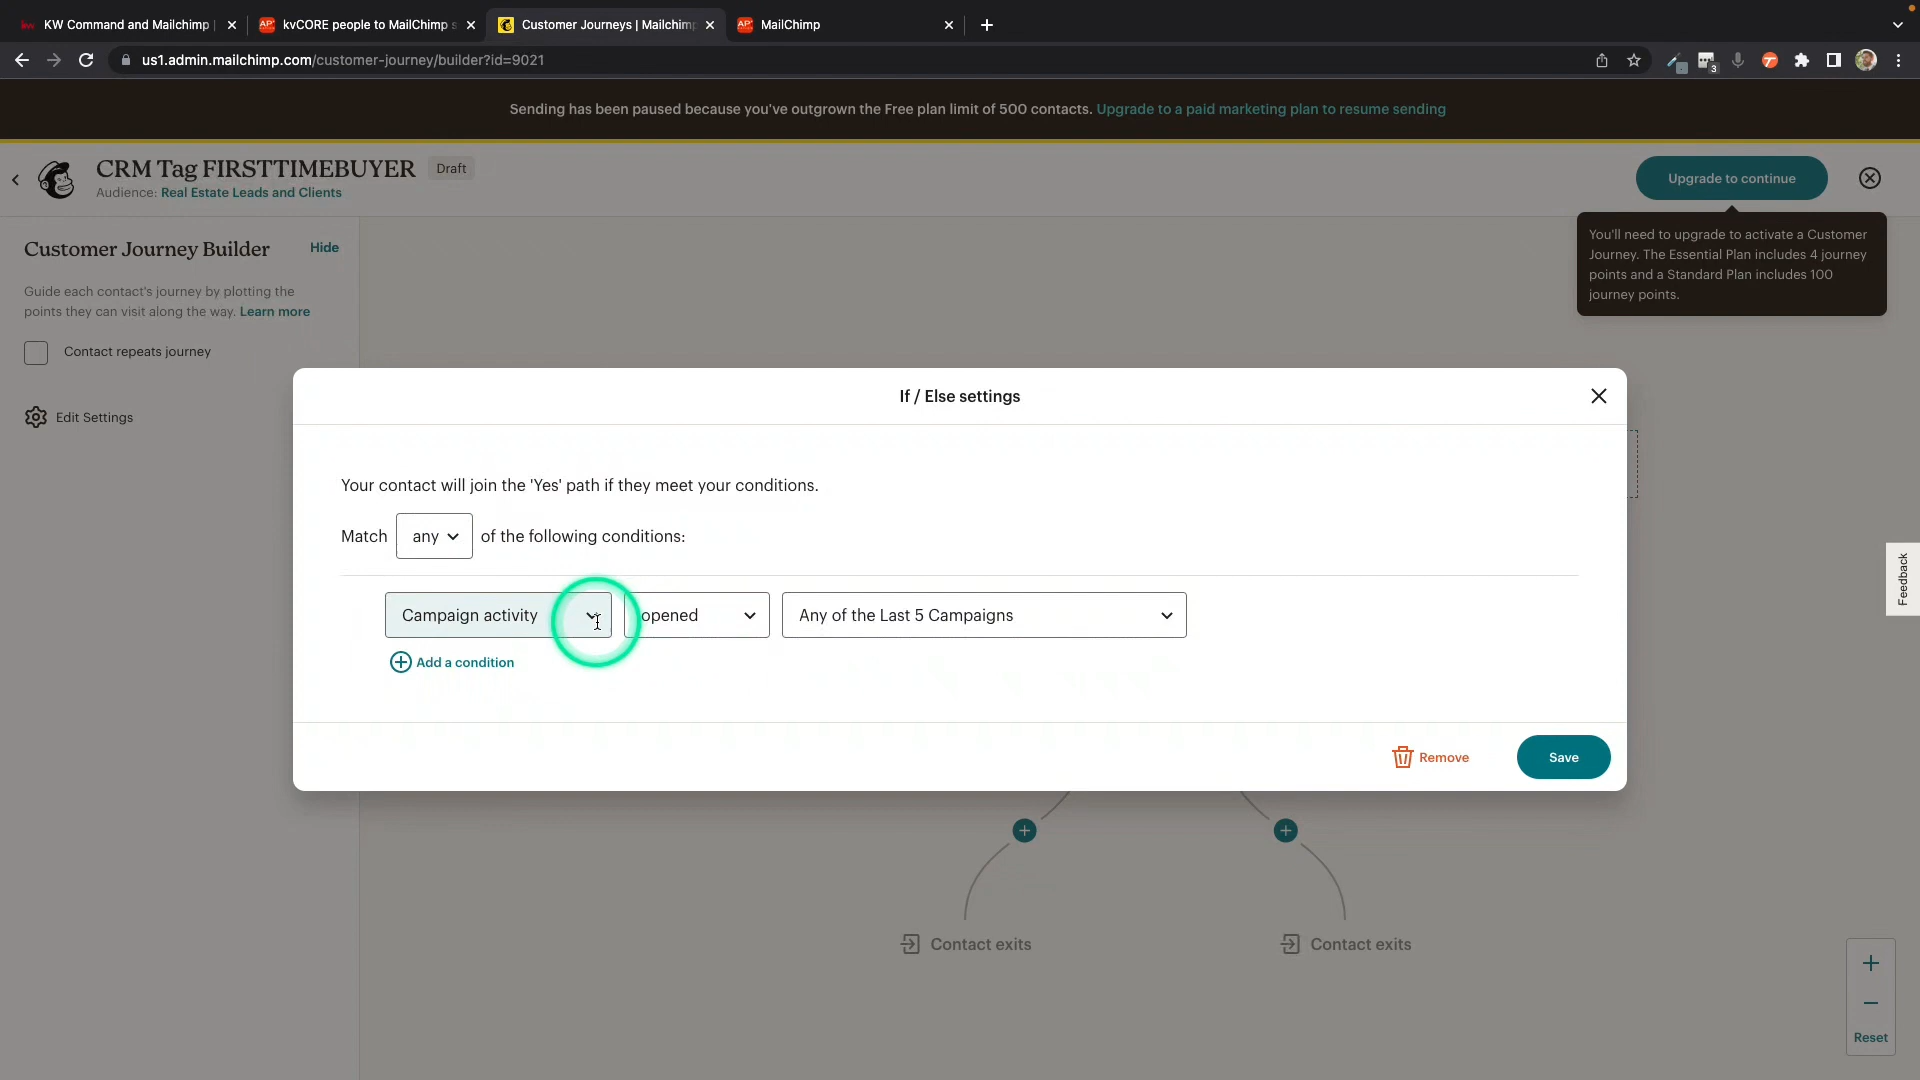 KW Command and Mailchimp |
kvCORE people to MailChimp s
Customer Journeys | Mailchimp
MailChimp
us1.admin.mailchimp.com/customer-journey/builder?id=9021
3
Sending has been paused because you've outgrown the Free plan limit of 500 contacts. Upgrade to a paid marketing plan to resume sending
CRM Tag FIRSTTIMEBUYER
Draft
Audience: Real Estate Leads and Clients
Upgrade to continue
You'll need to upgrade to activate a Customer
Journey. The Essential Plan includes 4 journey
points and a Standard Plan includes 100
journey points.
Customer Journey Builder
Hide
Guide each contact's journey by plotting the
points they can visit along the way. Learn more
Contact repeats journey
Edit Settings
If / Else settings
Your contact will join the 'Yes' path if they meet your conditions.
Match any of the following conditions:
Campaign activity
opened
Any of the Last 5 Campaigns
Add a condition
Remove
Save
Contact exits
Contact exits
Feedback
Reset